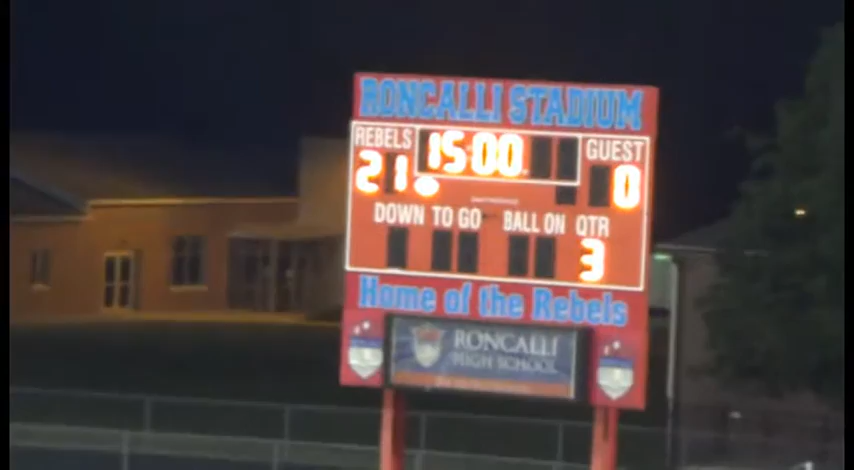 RONCALLI STADIUM
REBELS 15:00 GUEST
21 0
DOWN TO GO BALL ON QTR
3
Home of the Rebels
RONCALLI
HIGH SCHOOL